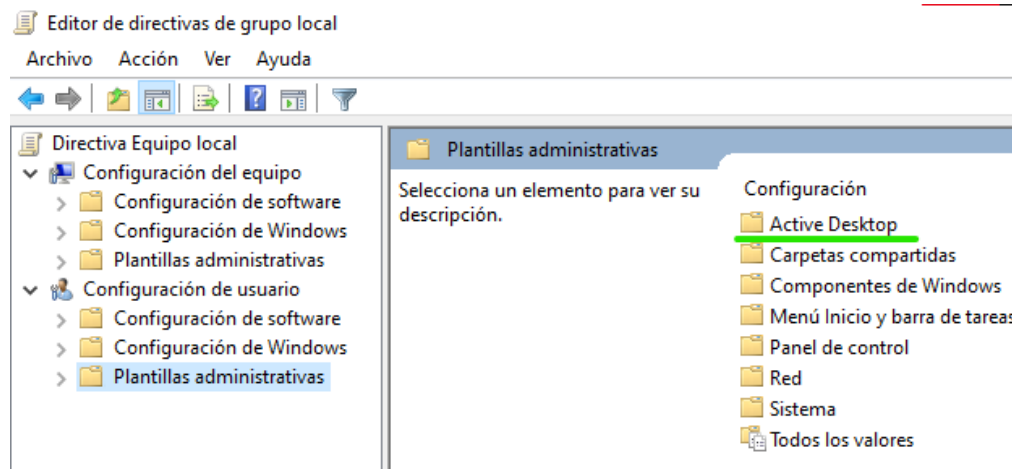 Editor de directivas de grupo local
Archivo Acción Ver Ayuda
Directiva Equipo local
Configuración del equipo
Configuración de software
Configuración de Windows
Plantillas administrativas
Configuración de usuario
Configuración de software
Configuración de Windows
Plantillas administrativas
Plantillas administrativas
Selecciona un elemento para ver su
descripción.
Configuración
Active Desktop
Carpetas compartidas
Componentes de Windows
Menú Inicio y barra de tareas
Panel de control
Red
Sistema
Todos los valores